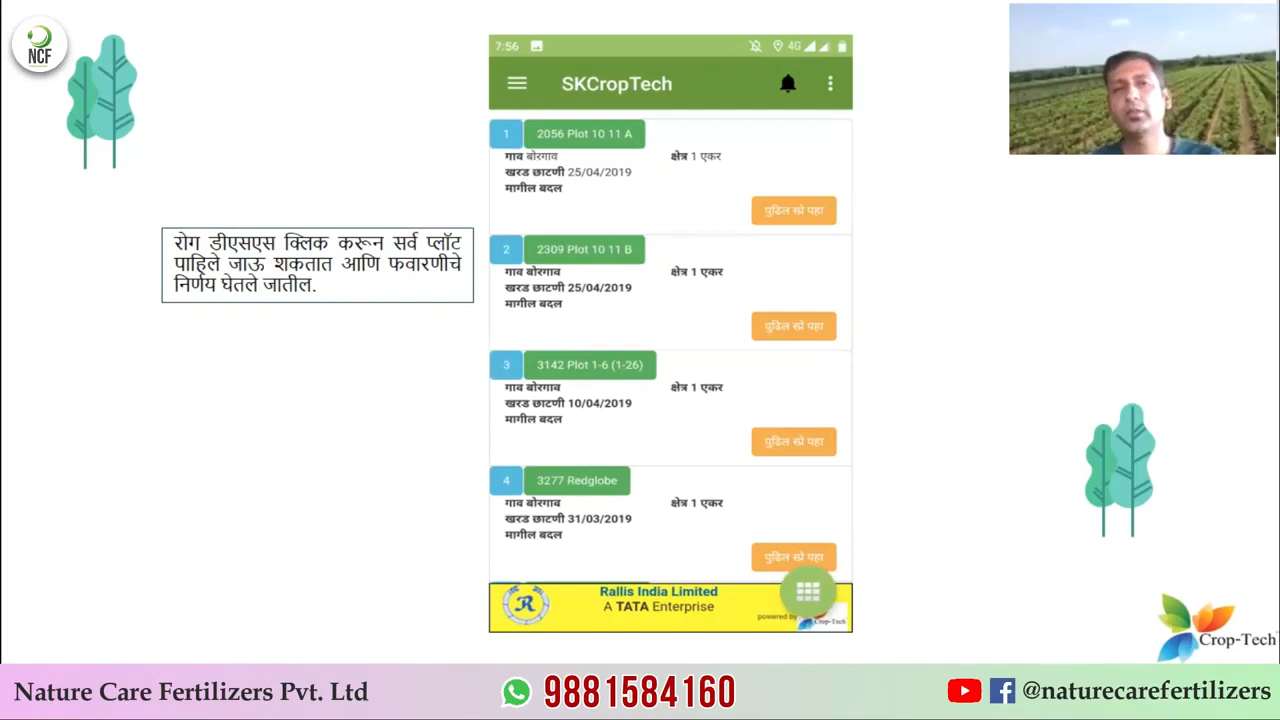 NCF
7:56
4G
SKCropTech
1 2056 Plot 10 11 A
गाव बोरगाव क्षेत्र 1 एकर
खरड छाटणी 25/04/2019
मागील बदल
पुढिल स्प्रे पहा
2 2309 Plot 10 11 B
गाव बोरगाव क्षेत्र 1 एकर
खरड छाटणी 25/04/2019
मागील बदल
पुढिल स्प्रे पहा
रोग डीएसएस क्लिक करून सर्व प्लॉट
पाहिले जाऊ शकतात आणि फवारणीचे
निर्णय घेतले जातील.
3 3142 Plot 1-6 (1-26)
गाव बोरगाव क्षेत्र 1 एकर
खरड छाटणी 10/04/2019
मागील बदल
पुढिल स्प्रे पहा
4 3277 Redglobe
गाव बोरगाव क्षेत्र 1 एकर
खरड छाटणी 31/03/2019
मागील बदल
पुढिल स्प्रे पहा
R
Rallis India Limited
A TATA Enterprise
powered by Crop-Tech
Crop-Tech
Nature Care Fertilizers Pvt. Ltd 9881584160 @naturecarefertilizers